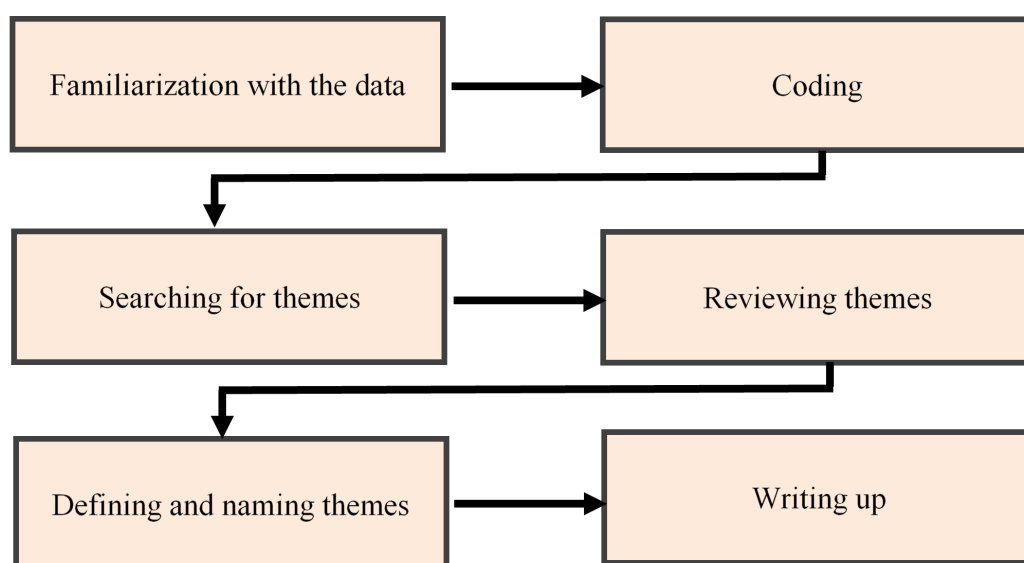 Familiarization with the data
Coding
Searching for themes
Reviewing themes
Defining and naming themes
Writing up